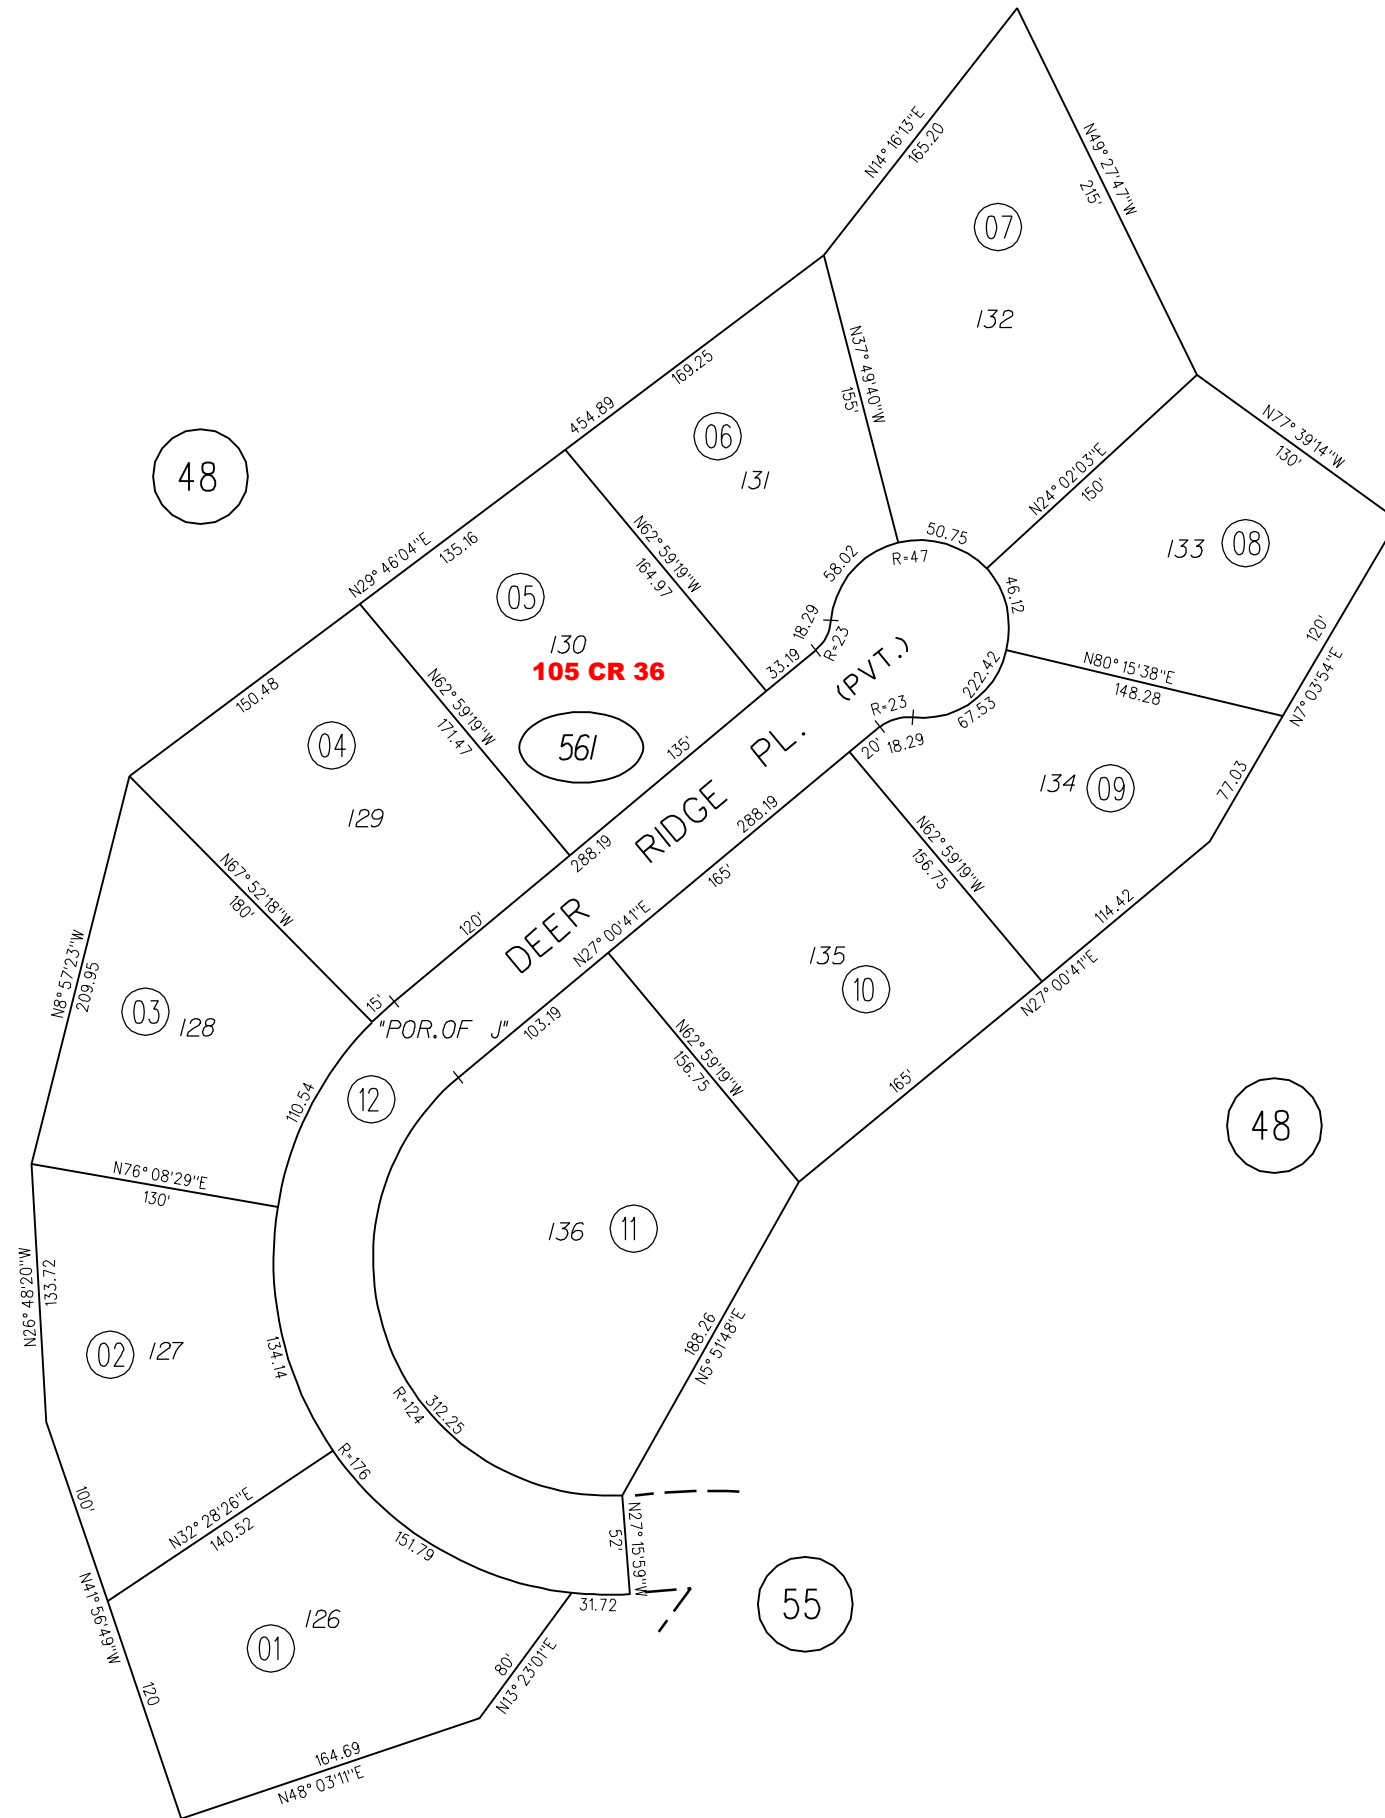 N14°16'13"E
165.20
N49°27'47"W
215'
07
132
N37°49'40"W
155'
169.25
454.89
06
131
48
N77°39'14"W
130'
N24°02'03"E
150'
133
08
50.75
R=47
58.02
46.12
18.29
R=23
N29°46'04"E
135.16
N62°59'19"W
164.97
05
130
105 CR 36
561
33.19
(PVT.)
222.42
67.53
R=23
18.29
20'
N80°15'38"E
148.28
120'
N7°03'54"E
77.03
134
09
150.48
04
129
N62°59'19"W
171.47
135'
288.19
DEER RIDGE PL.
288.19
165'
N27°00'41"E
N62°59'19"W
156.75
114.42
N27°00'41"E
135
10
N67°52'18"W
180'
120'
15'
"POR.OF J"
103.19
N8°57'23"W
209.95
03
128
110.54
12
N62°59'19"W
156.75
165'
48
N76°08'29"E
130'
136
11
N26°48'20"W
133.72
02
127
134.14
188.26
N5°51'48"E
R=124
312.25
R=176
100'
N32°28'26"E
140.52
151.79
N27°15'59"W
52'
31.72
55
N41°56'49"W
120
126
01
80'
N13°23'01"E
164.69
N48°03'11"E